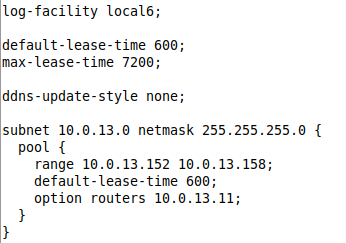 log-facility local6;

default-lease-time 600;
max-lease-time 7200;

ddns-update-style none;

subnet 10.0.13.0 netmask 255.255.255.0 {
  pool {
    range 10.0.13.152 10.0.13.158;
    default-lease-time 600;
    option routers 10.0.13.11;
  }
}